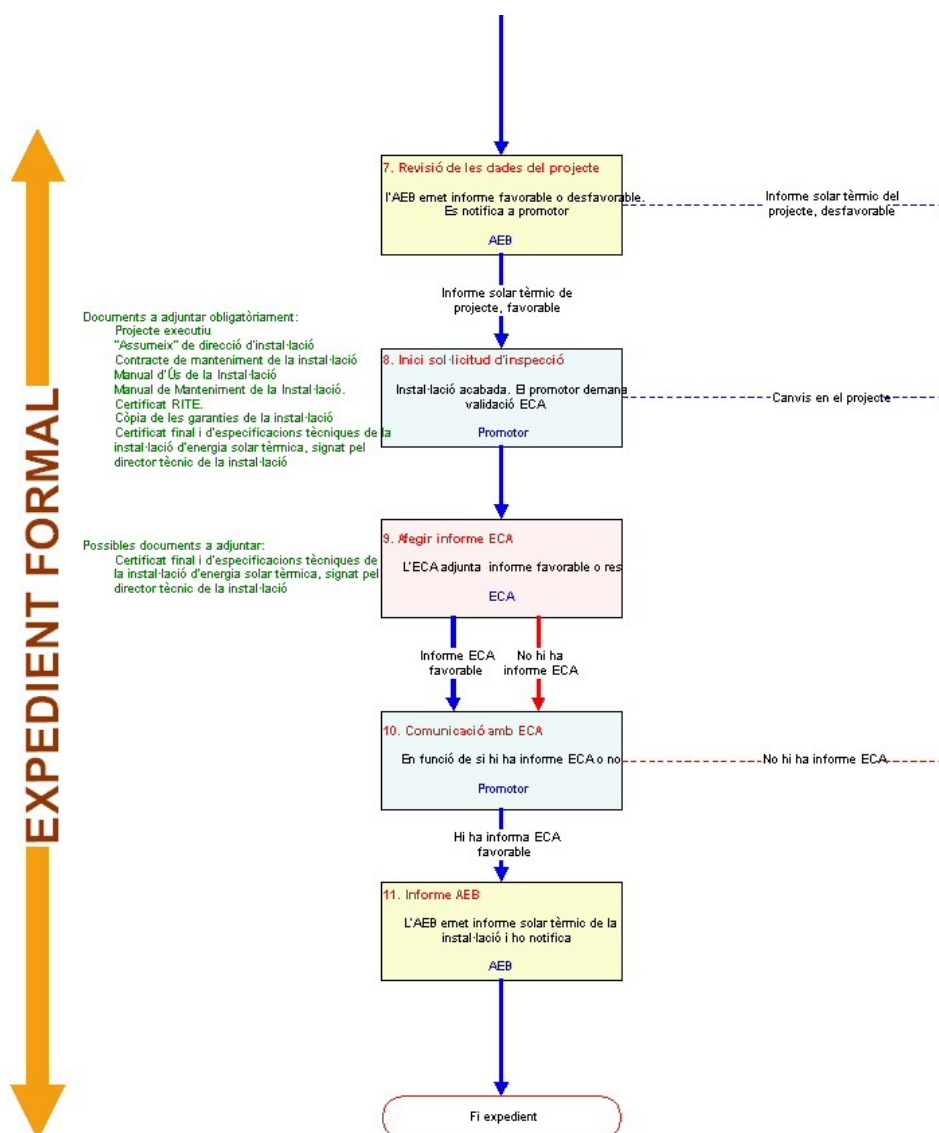 EXPEDIENT FORMAL
7. Revisió de les dades del projecte
l'AEB emet informe favorable o desfavorable.
Es notifica a promotor
AEB
Informe solar tèrmic del
projecte, desfavorable
Informe solar tèrmic de
projecte, favorable
Documents a adjuntar obligatòriament:
Projecte executiu
"Assumeix" de direcció d'instal·lació
Contracte de manteniment de la instal·lació
Manual d'Ús de la Instal·lació
Manual de Manteniment de la Instal·lació.
Certificat RITE.
Còpia de les garanties de la instal·lació
Certificat final i d'especificacions tècniques de la
instal·lació d'energia solar tèrmica, signat pel
director tècnic de la instal·lació
8. Inici sol·licitud d'inspecció
Instal·lació acabada. El promotor demana
validació ECA
Promotor
Canvis en el projecte
Possibles documents a adjuntar:
Certificat final i d'especificacions tècniques de
la instal·lació d'energia solar tèrmica, signat pel
director tècnic de la instal·lació
9. Afegir informe ECA
L'ECA adjunta informe favorable o res
ECA
Informe ECA
favorable
No hi ha
informe ECA
10. Comunicació amb ECA
En funció de si hi ha informe ECA o no
Promotor
No hi ha informe ECA
Hi ha informa ECA
favorable
11. Informe AEB
L'AEB emet informe solar tèrmic de la
instal·lació i ho notifica
AEB
Fi expedient